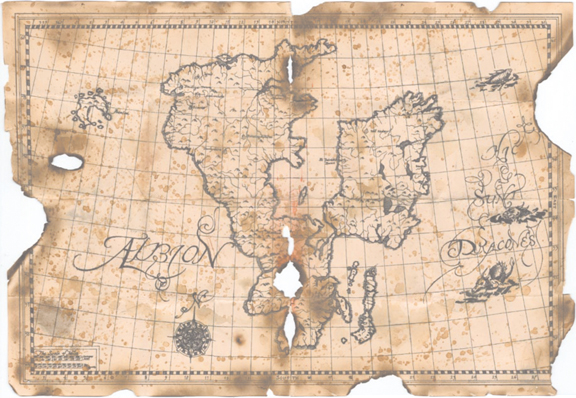 ALBION
Hic
Sunt
DRACONES